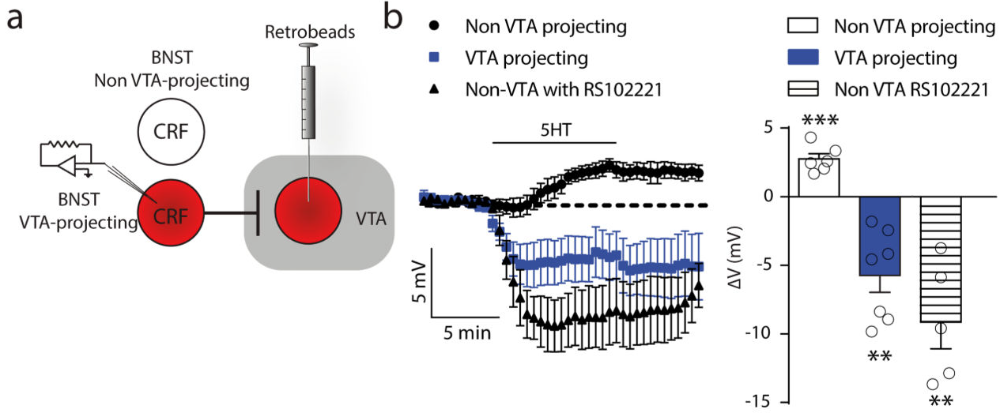 a
Retrobeads
BNST
Non VTA-projecting
CRF
BNST
VTA-projecting
CRF
VTA
b
Non VTA projecting
VTA projecting
Non-VTA with RS102221
5HT
5 mV
5 min
Non VTA projecting
VTA projecting
Non VTA RS102221
ΔV (mV)
5
0
-5
-10
-15
***
**
**